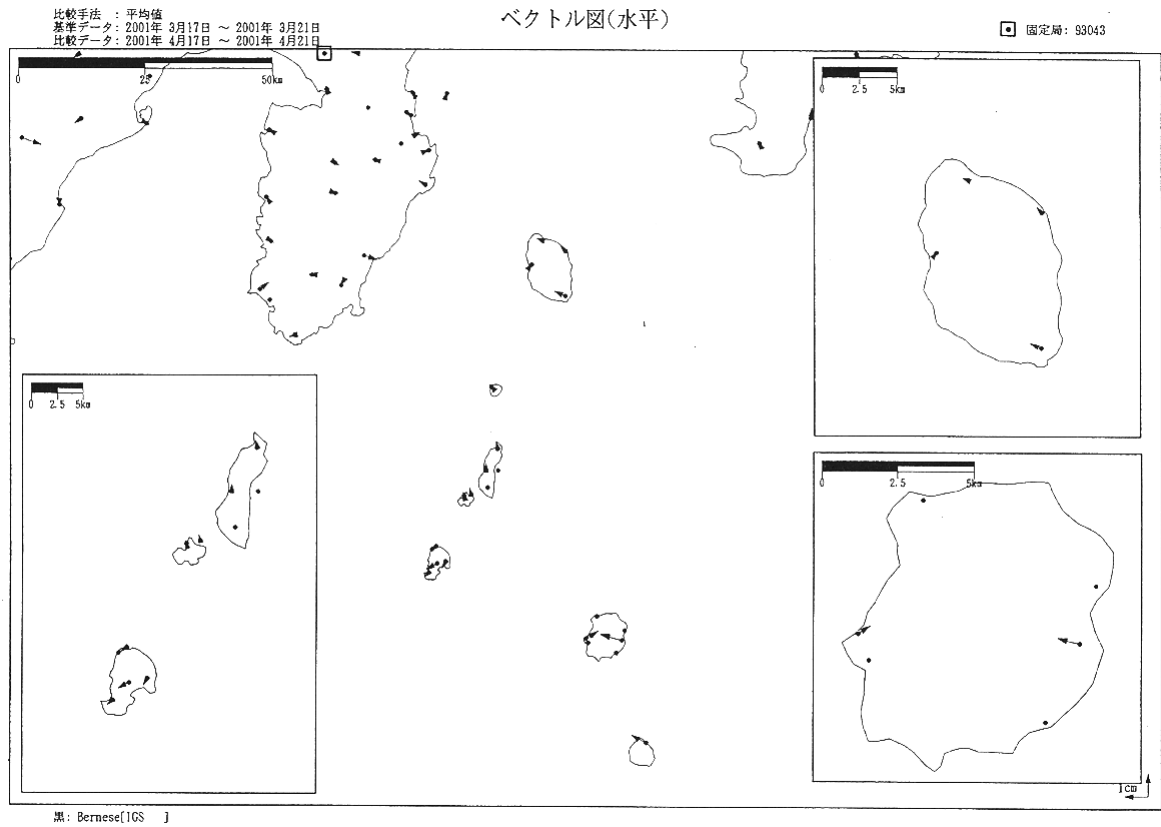 ベクトル図(水平)
比較手法 : 平均値
基準データ: 2001年 3月17日 ~ 2001年 3月21日
比較データ: 2001年 4月17日 ~ 2001年 4月21日
固定局: 93043
0 25 50km
0 2.5 5km
0 2.5 5km
0 2.5 5km
1cm
黒: Bernese[IGS ]